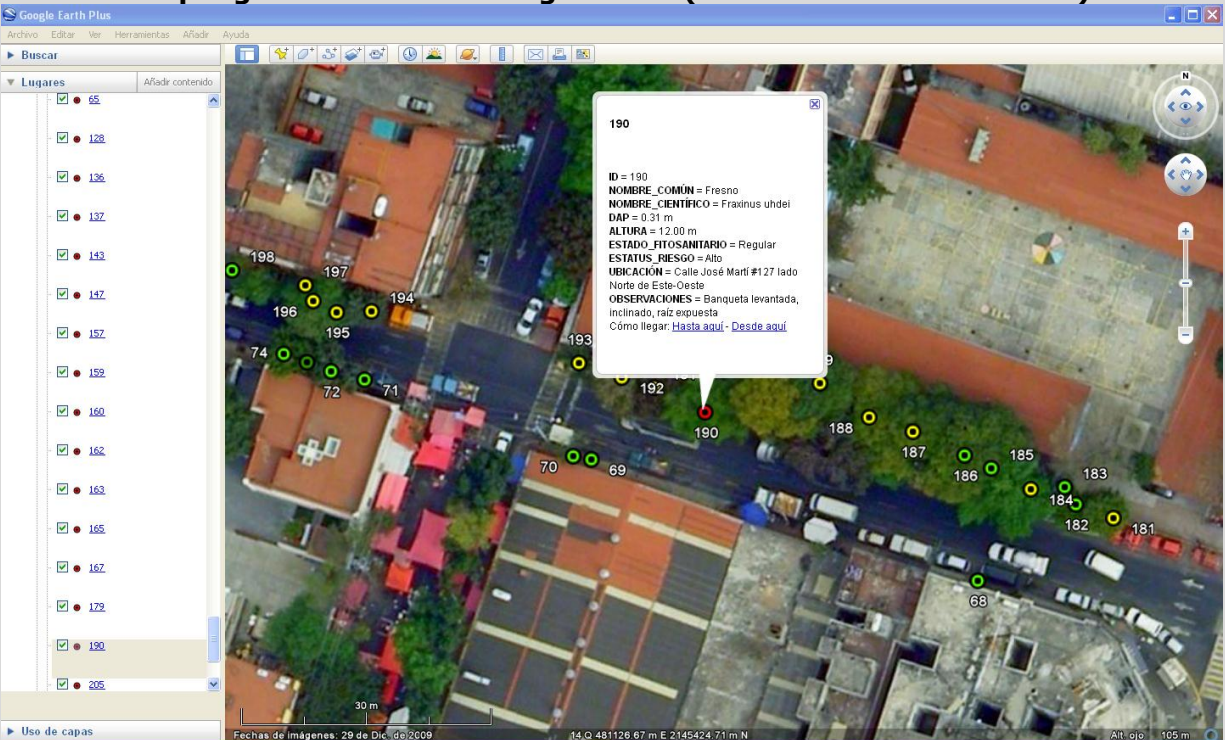 Google Earth Plus
Archivo Editar Ver Herramientas Añadir Ayuda
Buscar
Lugares Añadir contenido
65
128
136
137
143
147
157
159
160
162
163
165
167
179
190
205
Uso de capas
190
ID = 190
NOMBRE_COMÚN = Fresno
NOMBRE_CIENTÍFICO = Fraxinus uhdei
DAP = 0.31 m
ALTURA = 12.00 m
ESTADO_FITOSANITARIO = Regular
ESTATUS_RIESGO = Alto
UBICACIÓN = Calle José Martí #127 lado
Norte de Este-Oeste
OBSERVACIONES = Banqueta levantada,
inclinado, raíz expuesta
Cómo llegar: Hasta aquí - Desde aquí
N
198
197
196
194
195
193
74
72
71
192
190
188
187
185
186
183
184
182
181
70
69
68
30 m
Fechas de imágenes: 29 de Dic. de 2009
14 Q 481126.67 m E 2145424.71 m N
Alt. ojo 105 m